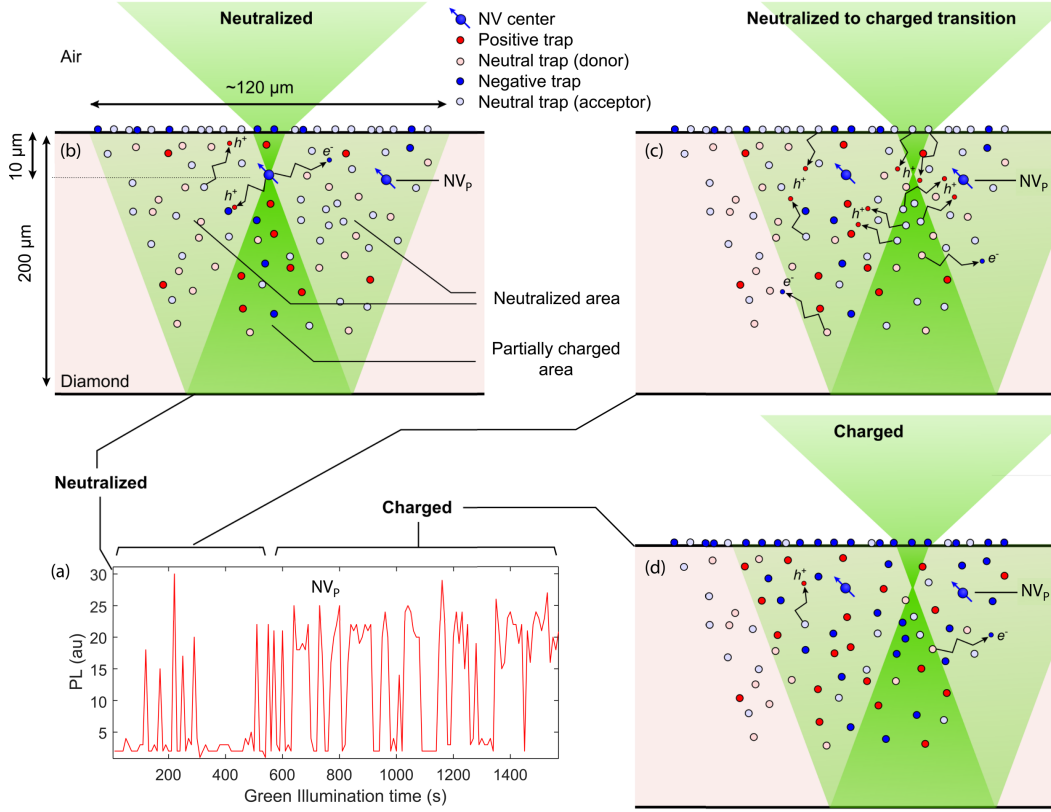 Neutralized
NV center
Positive trap
Neutral trap (donor)
Negative trap
Neutral trap (acceptor)
Neutralized to charged transition
Air
~120 μm
10 μm
200 μm
(b)
h+
e-
h+
NVP
Neutralized area
Partially charged
area
Diamond
(c)
h+
h+
h+
h+
e-
e-
NVP
Neutralized
Charged
Charged
(a)
NVP
30
25
20
15
10
5
PL (au)
200
400
600
800
1000
1200
1400
Green Illumination time (s)
(d)
h+
e-
NVP